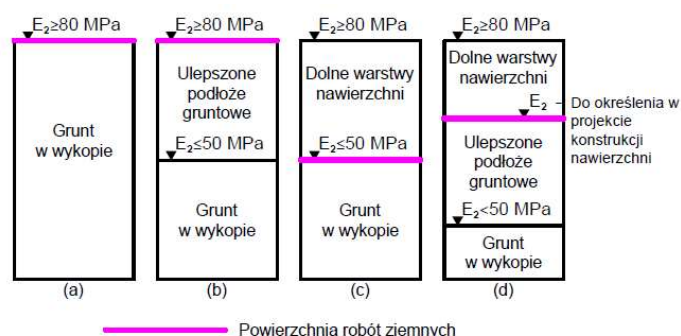 E₂≥80 MPa
Grunt
w wykopie
(a)
E₂≥80 MPa
Ulepszone
podłoże
gruntowe
E₂≤50 MPa
Grunt
w wykopie
(b)
E₂≥80 MPa
Dolne warstwy
nawierzchni
E₂≤50 MPa
Grunt
w wykopie
(c)
E₂≥80 MPa
Dolne warstwy
nawierzchni
E₂ – Do określenia w
projekcie
konstrukcji
nawierzchni
Ulepszone
podłoże
gruntowe
E₂<50 MPa
Grunt
w wykopie
(d)
Powierzchnia robót ziemnych